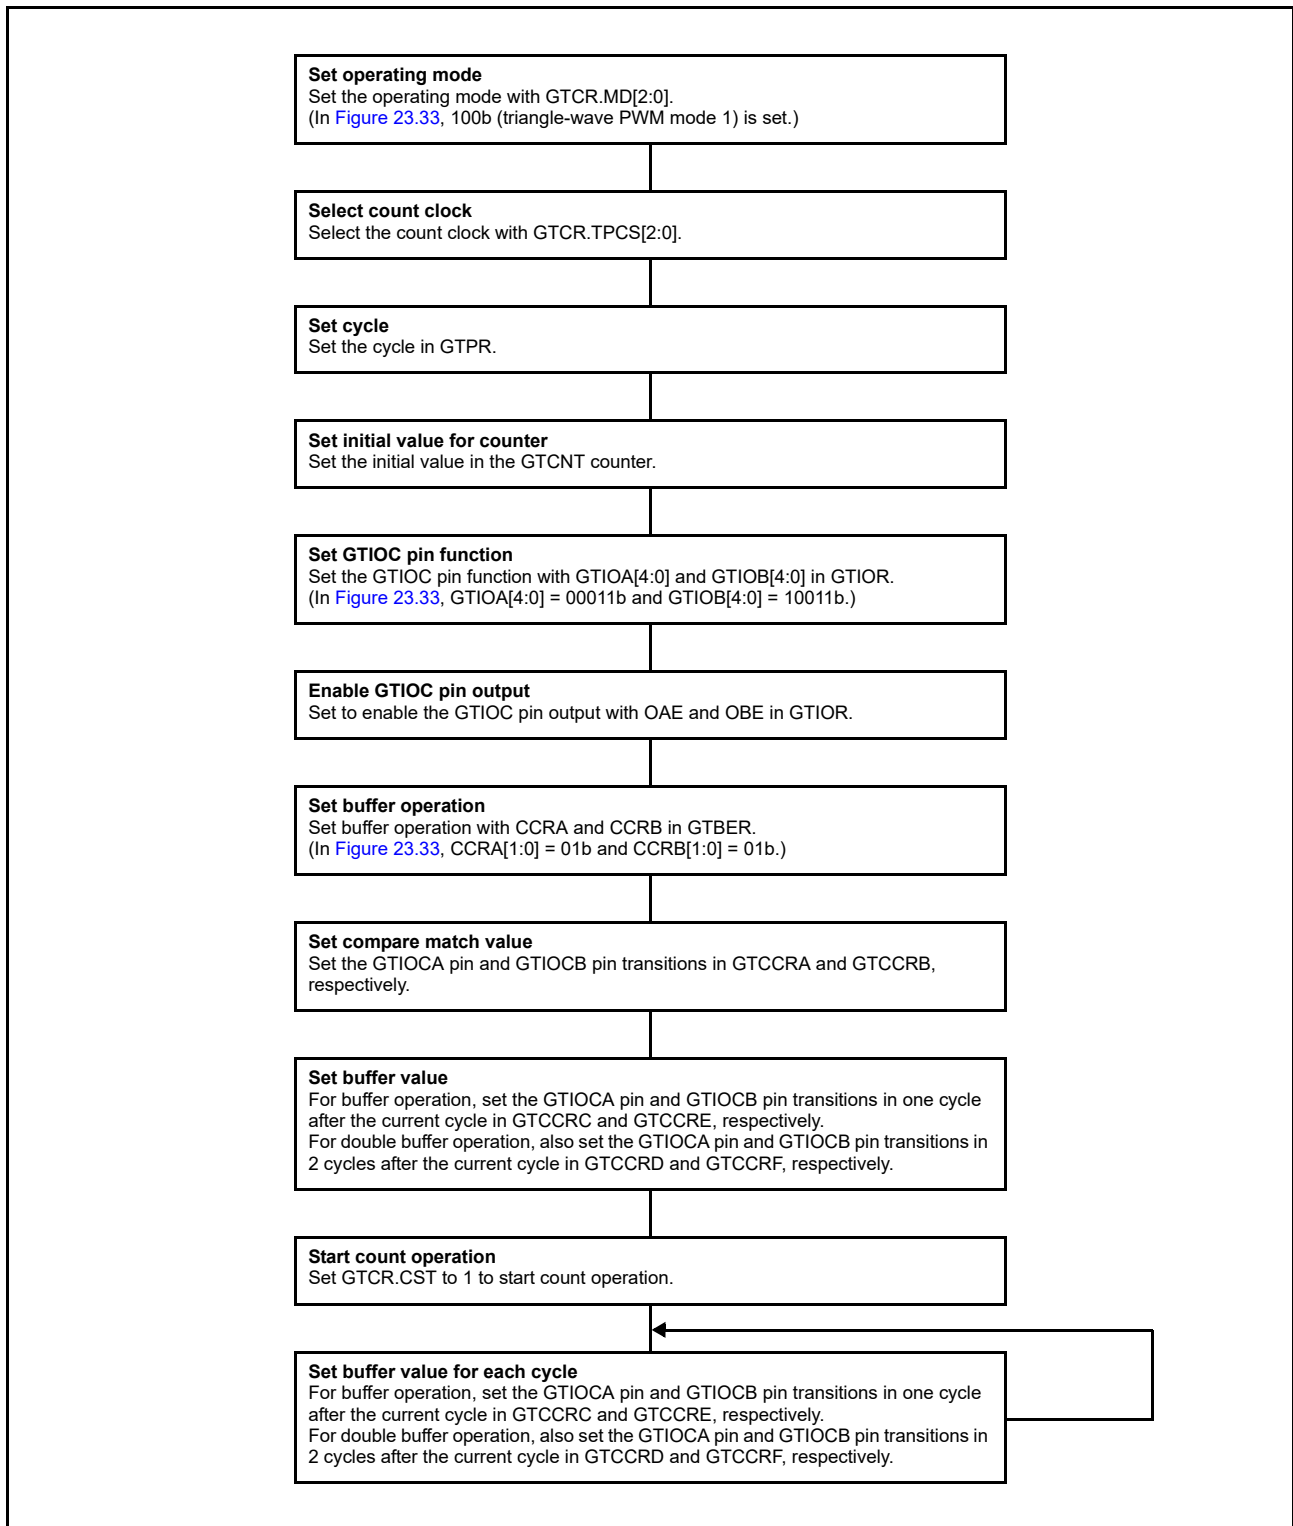 Set operating mode
Set the operating mode with GTCR.MD[2:0].
(In Figure 23.33, 100b (triangle-wave PWM mode 1) is set.)
Select count clock
Select the count clock with GTCR.TPCS[2:0].
Set cycle
Set the cycle in GTPR.
Set initial value for counter
Set the initial value in the GTCNT counter.
Set GTIOC pin function
Set the GTIOC pin function with GTIOA[4:0] and GTIOB[4:0] in GTIOR.
(In Figure 23.33, GTIOA[4:0] = 00011b and GTIOB[4:0] = 10011b.)
Enable GTIOC pin output
Set to enable the GTIOC pin output with OAE and OBE in GTIOR.
Set buffer operation
Set buffer operation with CCRA and CCRB in GTBER.
(In Figure 23.33, CCRA[1:0] = 01b and CCRB[1:0] = 01b.)
Set compare match value
Set the GTIOCA pin and GTIOCB pin transitions in GTCCRA and GTCCRB,
respectively.
Set buffer value
For buffer operation, set the GTIOCA pin and GTIOCB pin transitions in one cycle
after the current cycle in GTCCRC and GTCCRE, respectively.
For double buffer operation, also set the GTIOCA pin and GTIOCB pin transitions in
2 cycles after the current cycle in GTCCRD and GTCCRF, respectively.
Start count operation
Set GTCR.CST to 1 to start count operation.
Set buffer value for each cycle
For buffer operation, set the GTIOCA pin and GTIOCB pin transitions in one cycle
after the current cycle in GTCCRC and GTCCRE, respectively.
For double buffer operation, also set the GTIOCA pin and GTIOCB pin transitions in
2 cycles after the current cycle in GTCCRD and GTCCRF, respectively.